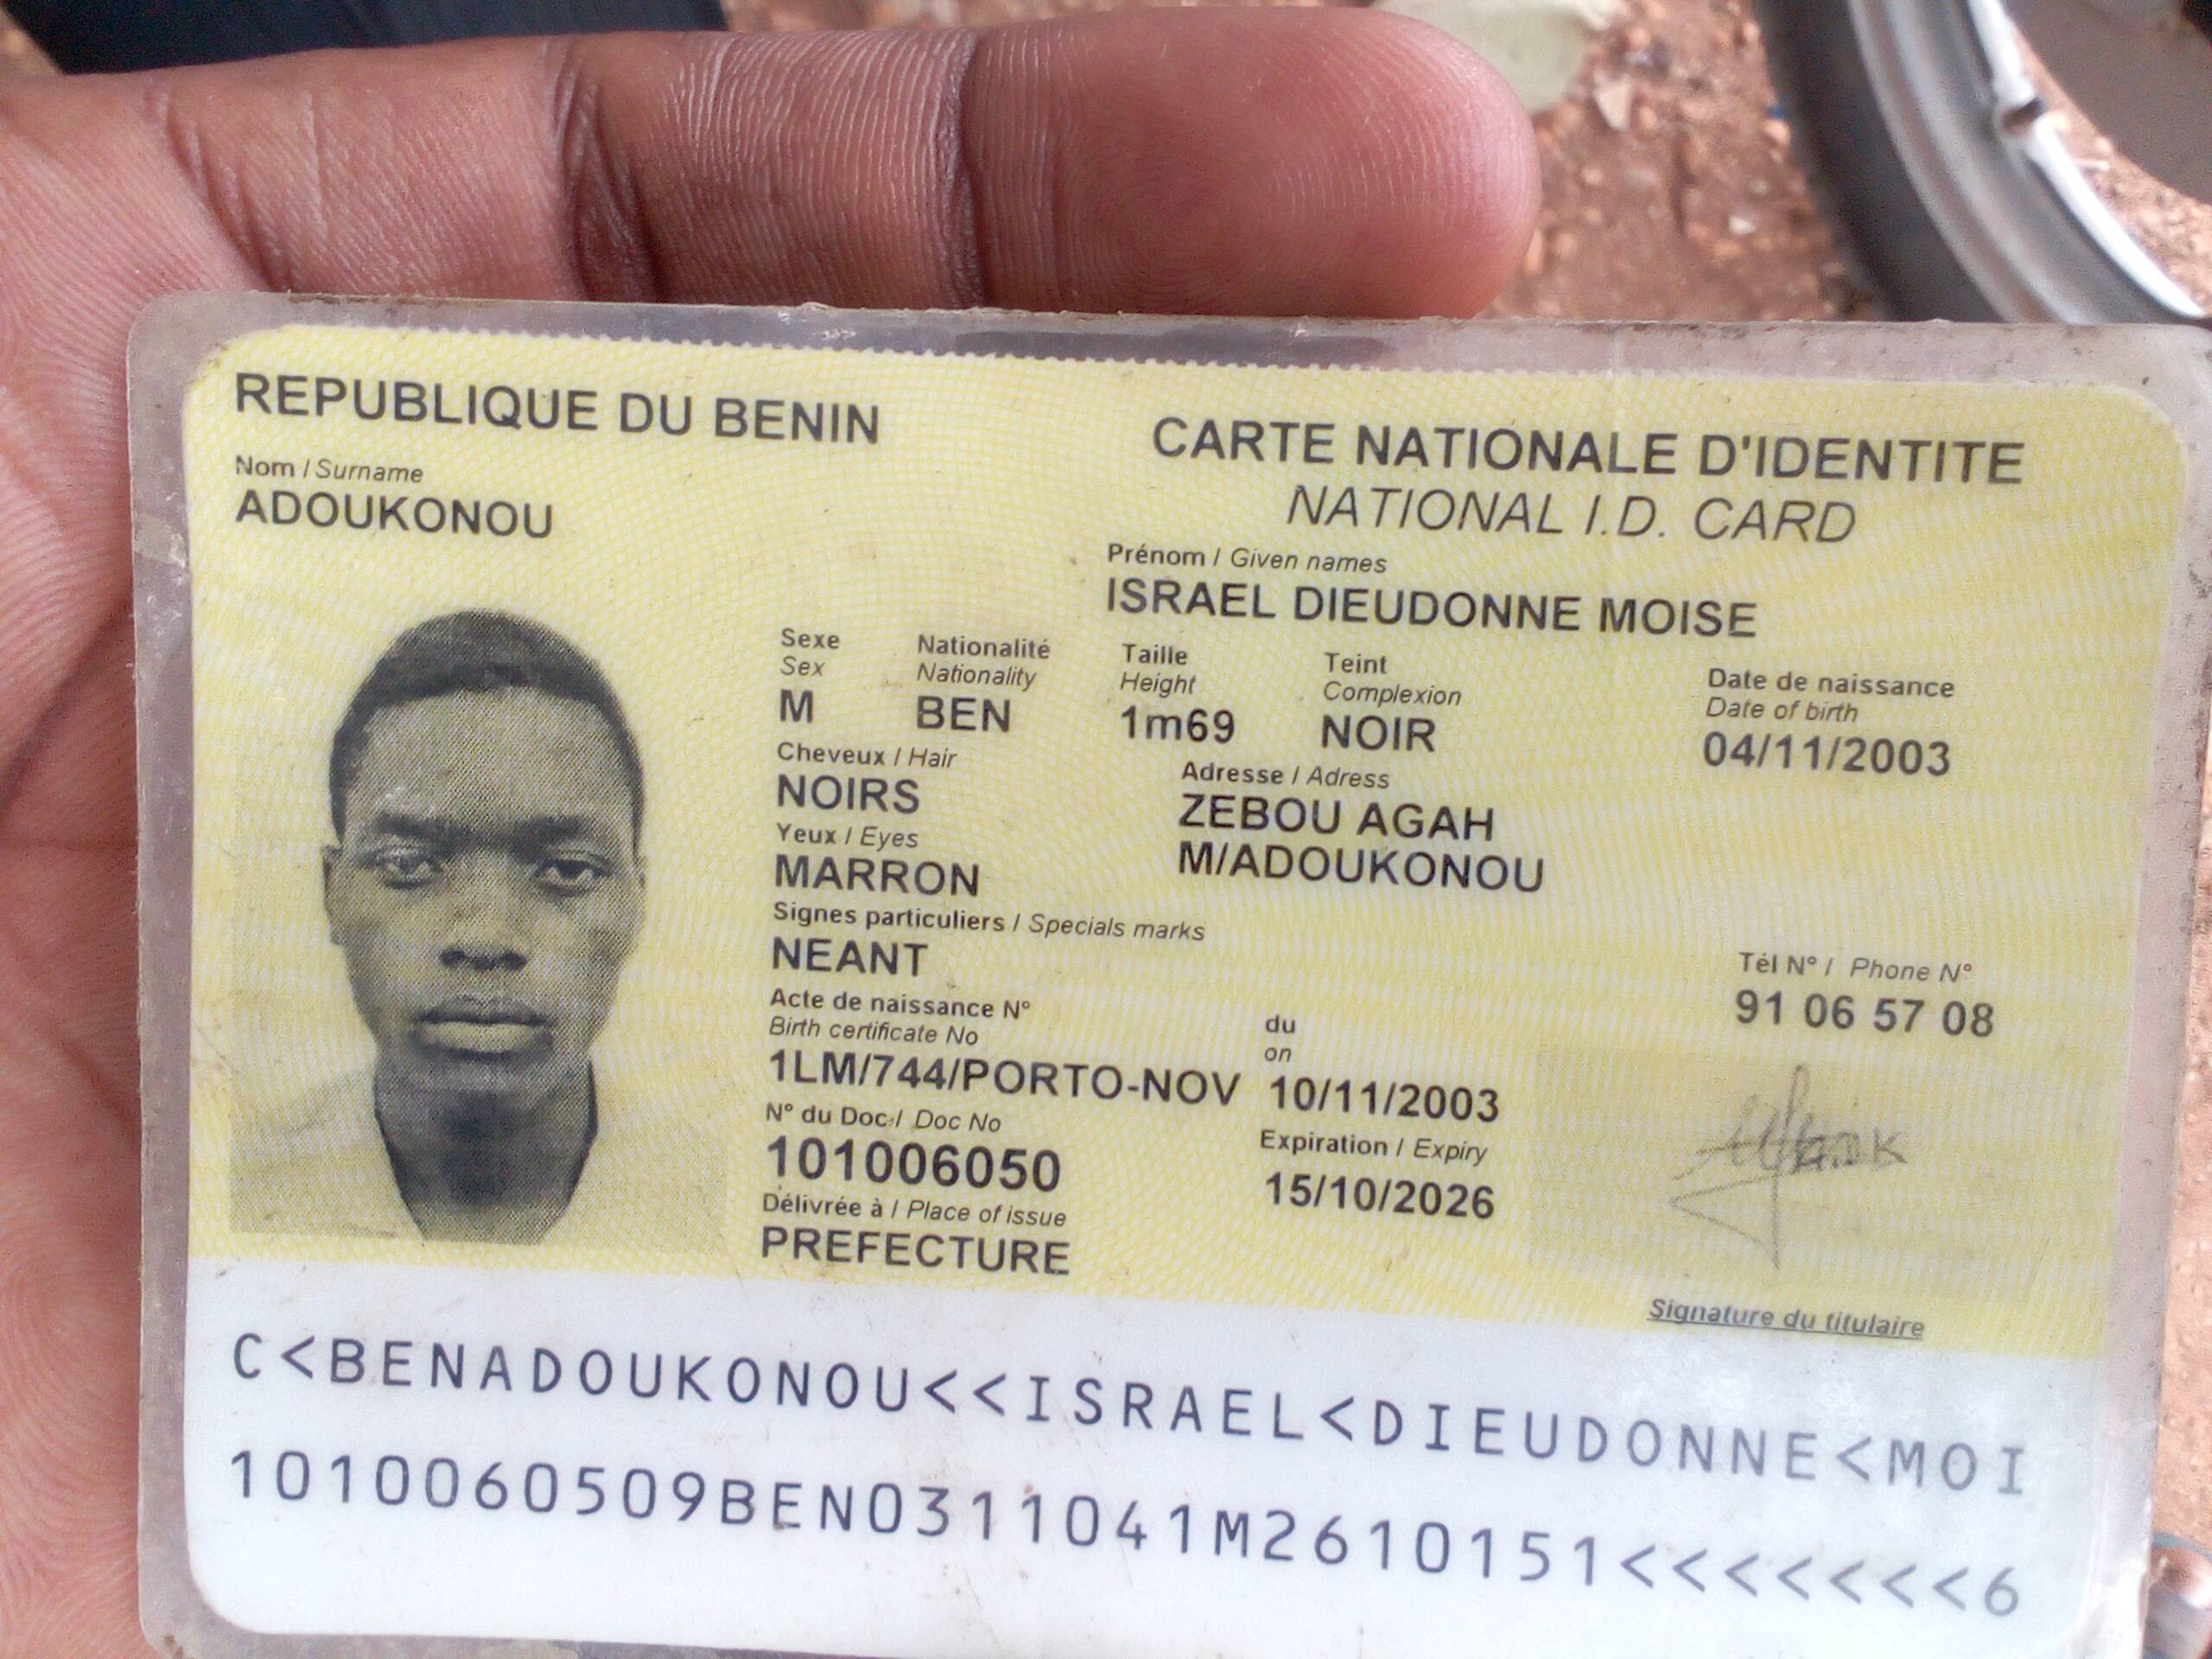 REPUBLIQUE DU BENIN
CARTE NATIONALE D'IDENTITE
NATIONAL I.D. CARD
Nom / Surname
ADOUKONOU
Prénom / Given names
ISRAEL DIEUDONNE MOISE
Sexe Nationalité Taille Teint Date de naissance
Sex Nationality Height Complexion Date of birth
M BEN 1m69 NOIR 04/11/2003
Cheveux / Hair Adresse / Adress
NOIRS ZEBOU AGAH
Yeux / Eyes M/ADOUKONOU
MARRON
Signes particuliers / Specials marks
NEANT
Tél N° / Phone N°
91 06 57 08
Acte de naissance N° du
Birth certificate No on
1LM/744/PORTO-NOV 10/11/2003
N° du Doc / Doc No Expiration / Expiry
101006050 15/10/2026
Délivrée à / Place of issue
PREFECTURE
Signature du titulaire
C<BENADOUKONOU<<ISRAEL<DIEUDONNE<MOI
1010060509BEN0311041M2610151<<<<<<<6